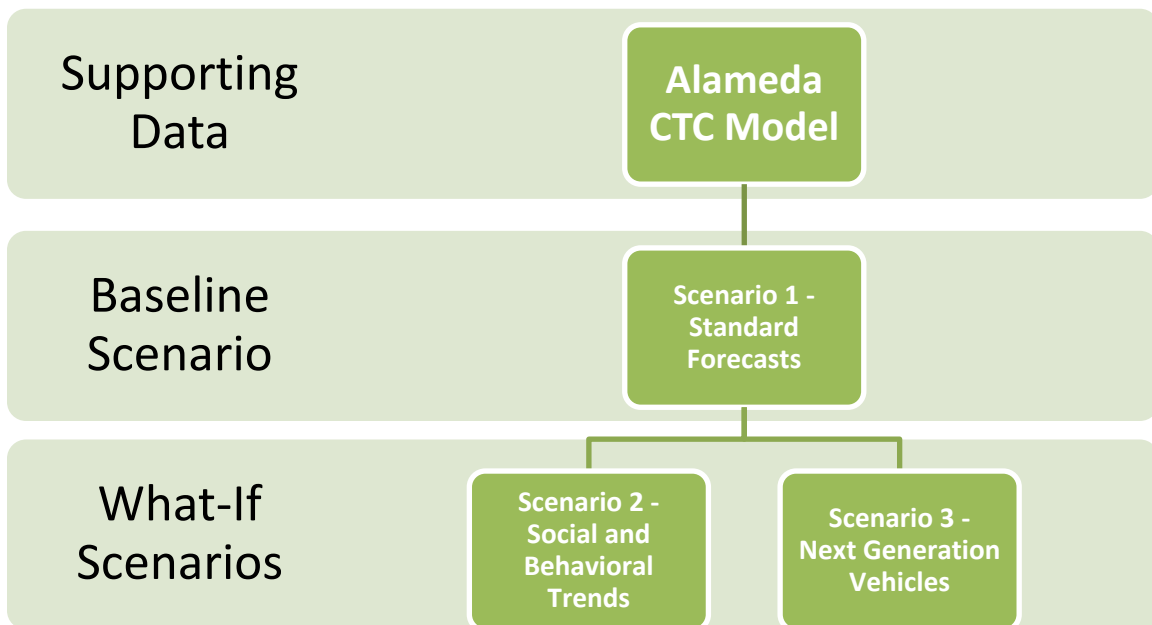 Supporting
Data
Alameda
CTC Model
Baseline
Scenario
Scenario 1 -
Standard
Forecasts
What-If
Scenarios
Scenario 2 -
Social and
Behavioral
Trends
Scenario 3 -
Next Generation
Vehicles